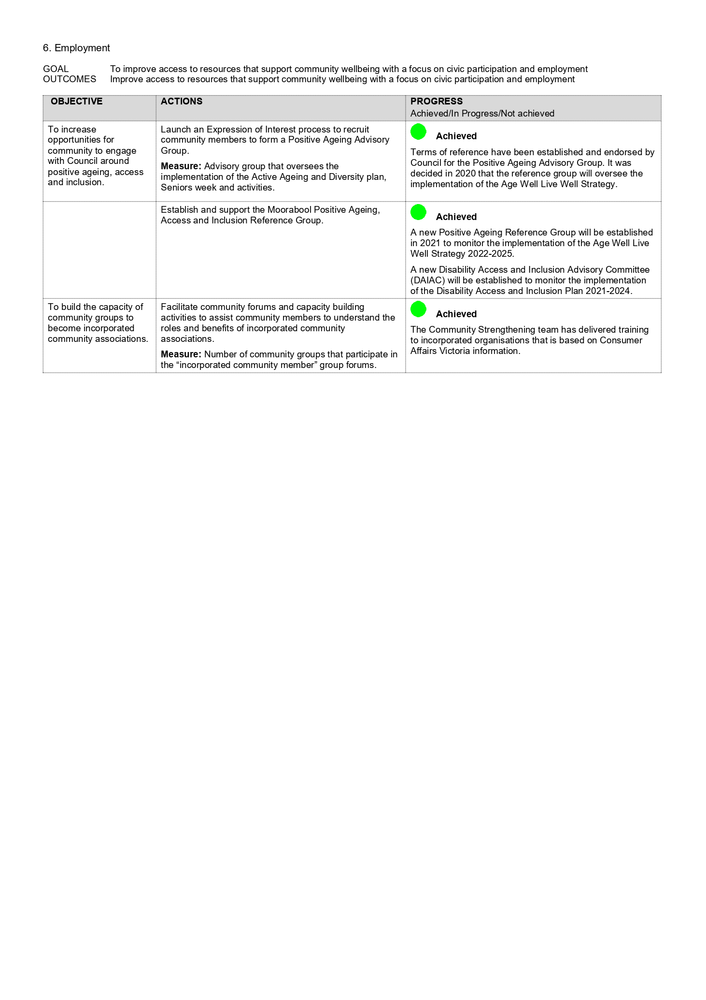 6. Employment
GOAL To improve access to resources that support community wellbeing with a focus on civic participation and employment
OUTCOMES Improve access to resources that support community wellbeing with a focus on civic participation and employment
OBJECTIVE
ACTIONS
PROGRESS
Achieved/In Progress/Not achieved
To increase
opportunities for
community to engage
with Council around
positive ageing, access
and inclusion.
Launch an Expression of Interest process to recruit
community members to form a Positive Ageing Advisory
Group.
Measure: Advisory group that oversees the
implementation of the Active Ageing and Diversity plan,
Seniors week and activities.
Achieved
Terms of reference have been established and endorsed by
Council for the Positive Ageing Advisory Group. It was
decided in 2020 that the reference group will oversee the
implementation of the Age Well Live Well Strategy.
Establish and support the Moorabool Positive Ageing,
Access and Inclusion Reference Group.
Achieved
A new Positive Ageing Reference Group will be established
in 2021 to monitor the implementation of the Age Well Live
Well Strategy 2022-2025.
A new Disability Access and Inclusion Advisory Committee
(DAIAC) will be established to monitor the implementation
of the Disability Access and Inclusion Plan 2021-2024.
To build the capacity of
community groups to
become incorporated
community associations.
Facilitate community forums and capacity building
activities to assist community members to understand the
roles and benefits of incorporated community
associations.
Measure: Number of community groups that participate in
the “incorporated community member” group forums.
Achieved
The Community Strengthening team has delivered training
to incorporated organisations that is based on Consumer
Affairs Victoria information.